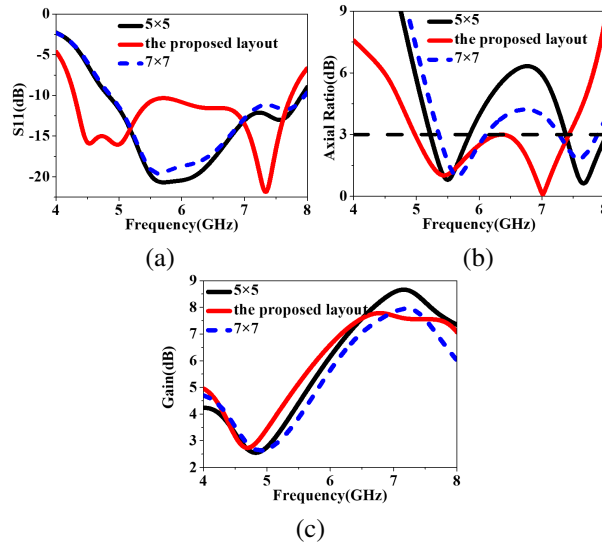 0
-5
-10
-15
-20
S11(dB)
5×5
the proposed layout
7×7
4 5 6 7 8
Frequency(GHz)
(a)
9
6
3
0
Axial Ratio(dB)
5×5
the proposed layout
7×7
4 5 6 7 8
Frequency(GHz)
(b)
9
8
7
6
5
4
3
2
Gain(dB)
5×5
the proposed layout
7×7
4 5 6 7 8
Frequency(GHz)
(c)